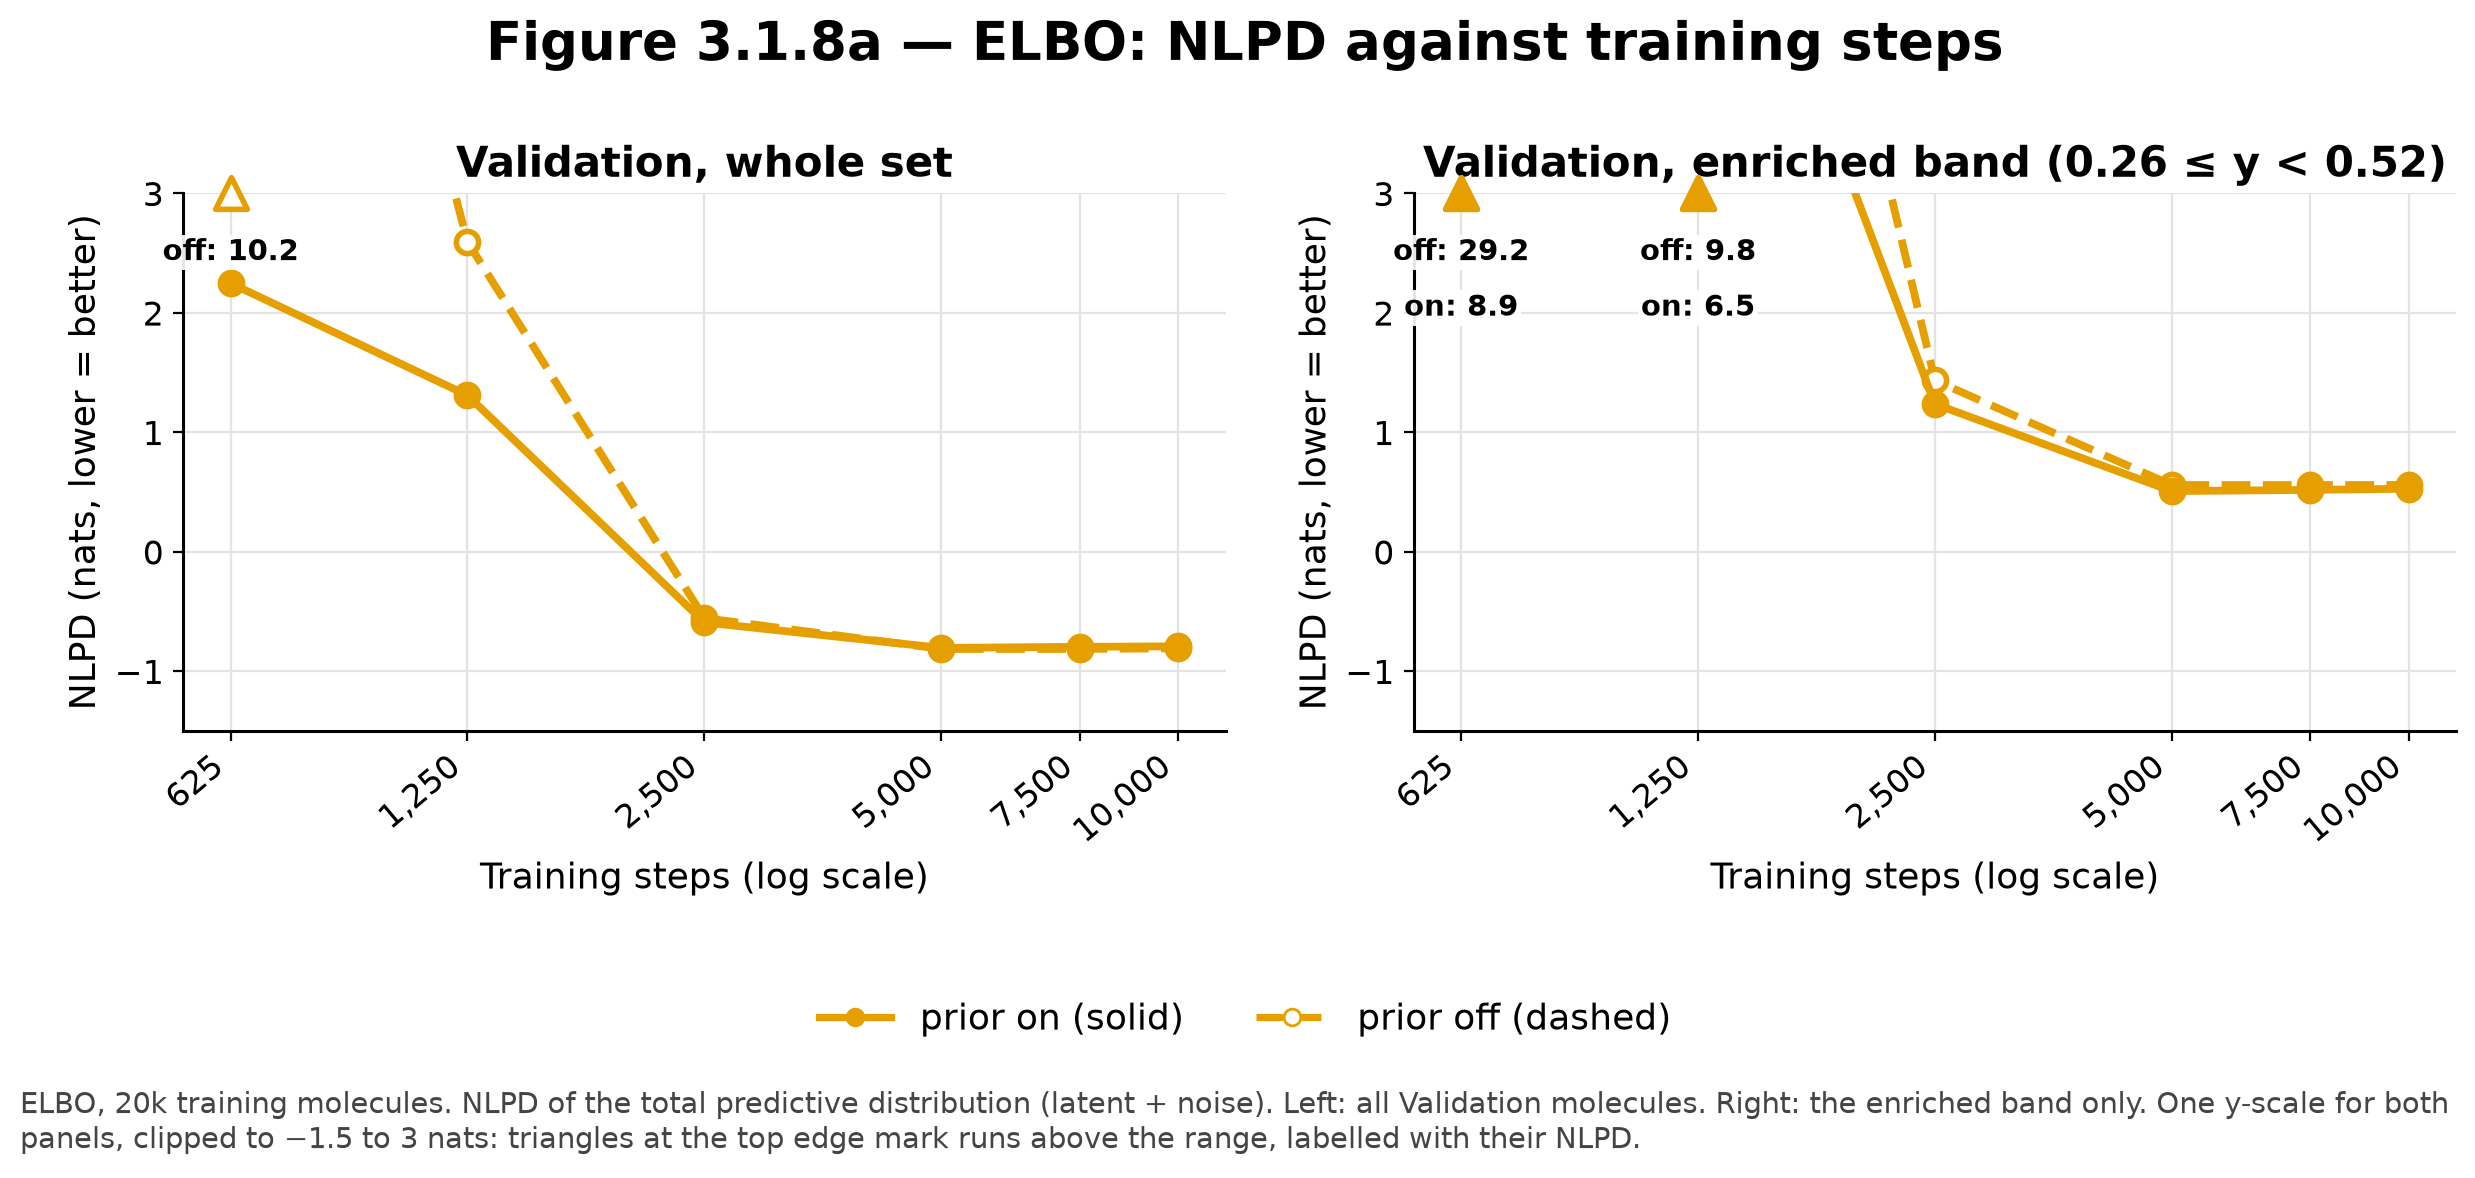 Figure 3.1.8a — ELBO: NLPD against training steps
Validation, whole set
NLPD (nats, lower = better)
3
2
1
0
−1
off: 10.2
625
1,250
2,500
5,000
7,500
10,000
Training steps (log scale)
Validation, enriched band (0.26 ≤ y < 0.52)
NLPD (nats, lower = better)
3
2
1
0
−1
off: 29.2
on: 8.9
off: 9.8
on: 6.5
625
1,250
2,500
5,000
7,500
10,000
Training steps (log scale)
prior on (solid)
prior off (dashed)
ELBO, 20k training molecules. NLPD of the total predictive distribution (latent + noise). Left: all Validation molecules. Right: the enriched band only. One y-scale for both
panels, clipped to −1.5 to 3 nats: triangles at the top edge mark runs above the range, labelled with their NLPD.